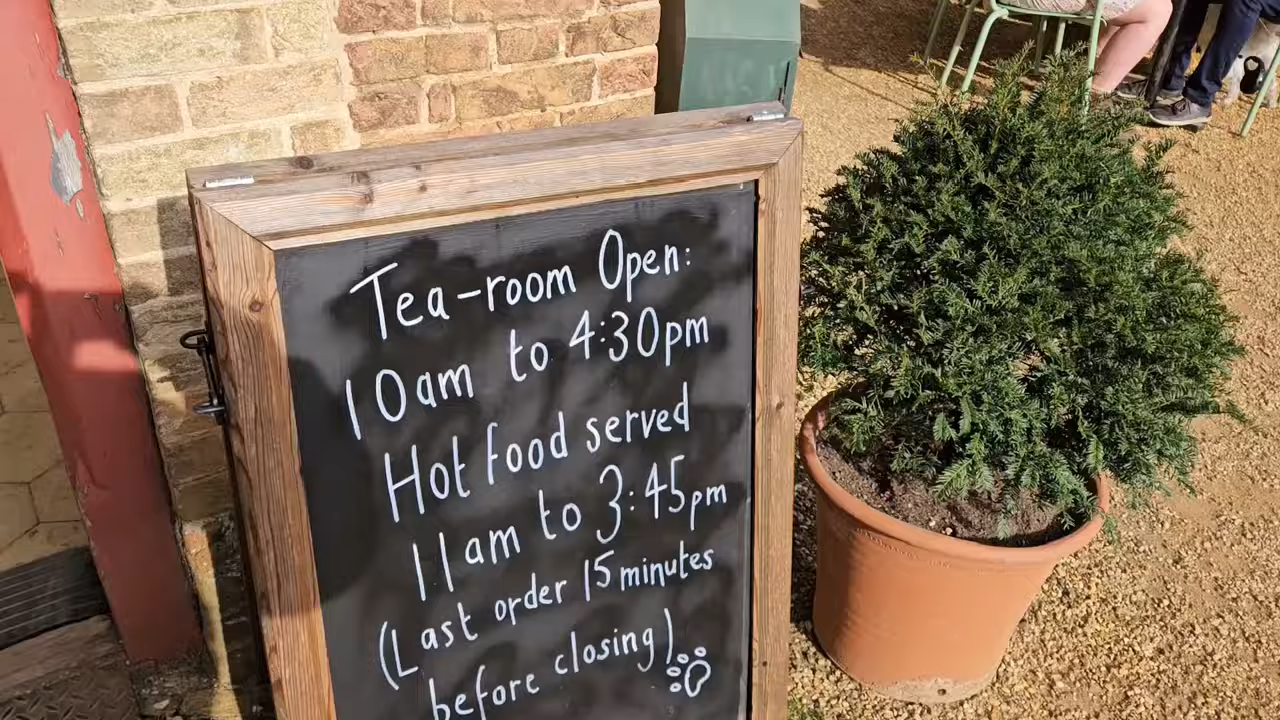 Tea-room Open:
10am to 4:30pm
Hot food served
11am to 3:45pm
(Last order 15 minutes
before closing)